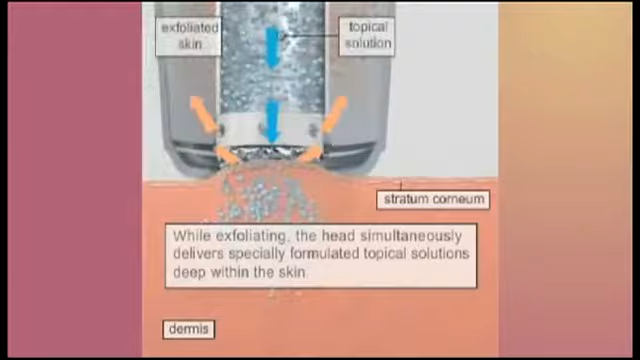 exfoliated
skin
topical
solution
stratum corneum
While exfoliating, the head simultaneously
delivers specially formulated topical solutions
deep within the skin
dermis